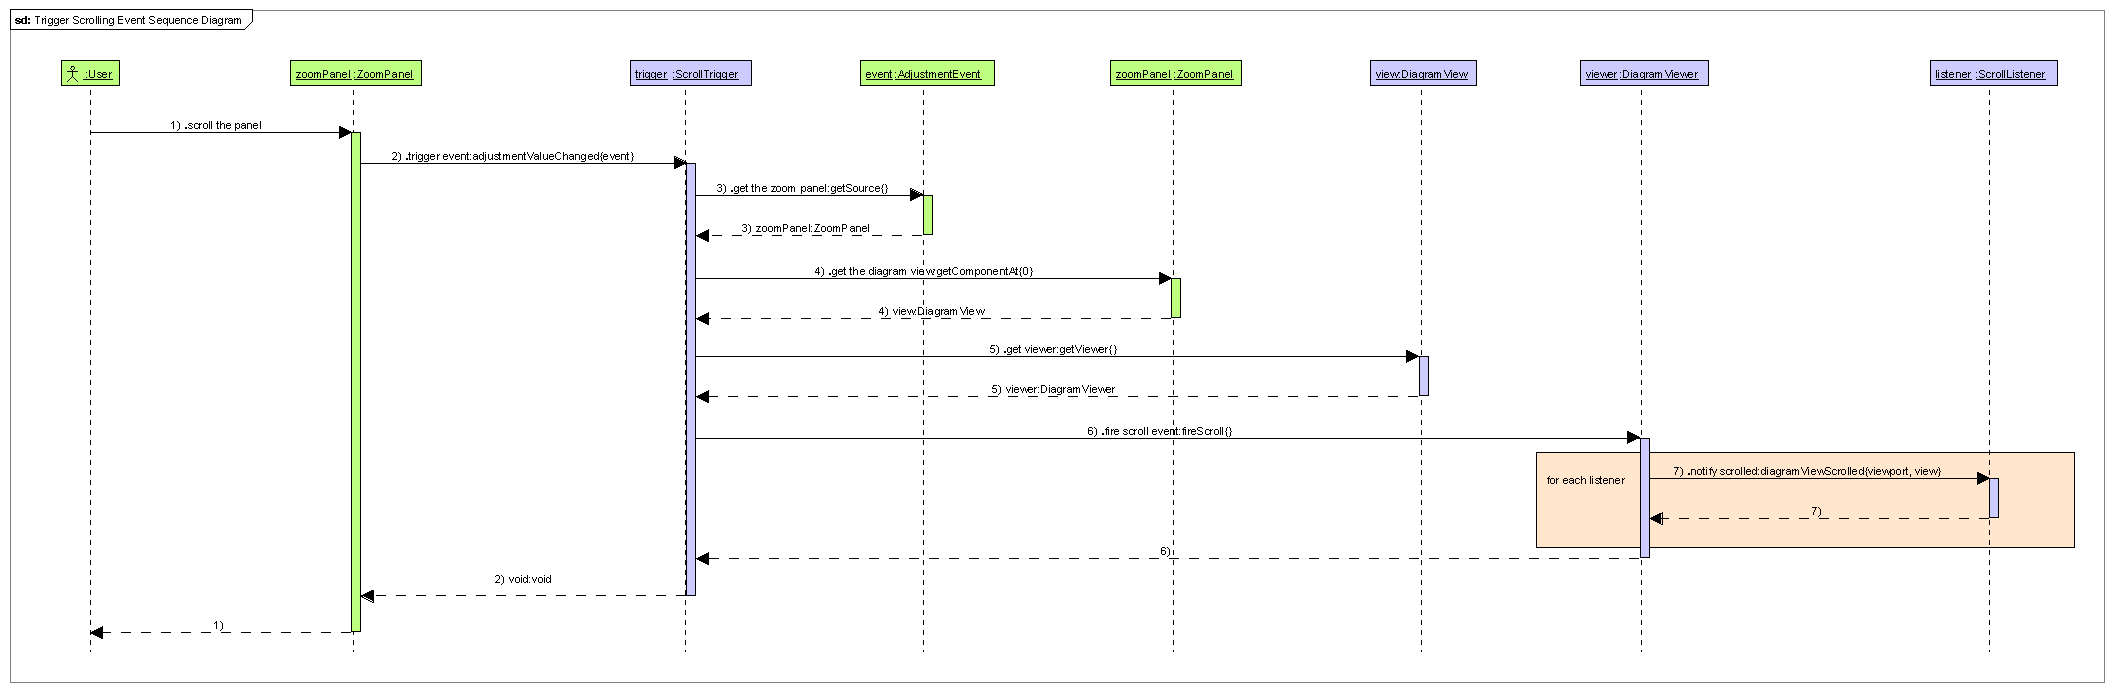 sd: Trigger Scrolling Event Sequence Diagram
:User
zoomPanel :ZoomPanel
trigger :ScrollTrigger
event :AdjustmentEvent
zoomPanel :ZoomPanel
view:DiagramView
viewer:DiagramViewer
listener :ScrollListener
1) .scroll the panel
2) .trigger event:adjustmentValueChanged{event}
3) .get the zoom panel:getSource{}
3) zoomPanel:ZoomPanel
4) .get the diagram view:getComponentAt{0}
4) view:DiagramView
5) .get viewer:getViewer{}
5) viewer:DiagramViewer
6) .fire scroll event:fireScroll{}
7) .notify scrolled:diagramViewScrolled{viewport, view}
for each listener
7)
6)
2) void:void
1)